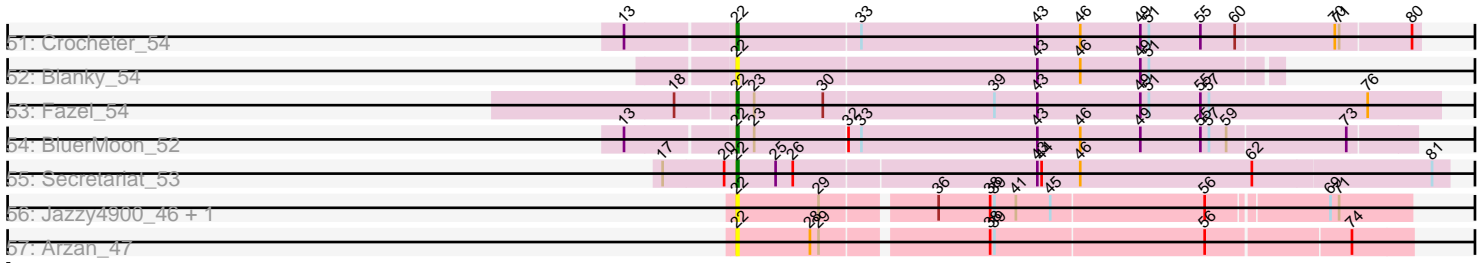 13 22 33 43 46 49 51 55 60 70 71 80
51: Crocheter_54
22 43 46 49 51
52: Blanky_54
18 22 23 30 39 43 49 51 55 57 76
53: Fazel_54
13 22 23 32 33 43 46 49 55 57 59 73
54: BluerMoon_52
17 20 22 25 26 43 44 46 62 81
55: Secretariat_53
22 29 36 38 39 41 45 56 69 71
56: Jazzy4900_46 + 1
22 28 29 38 39 56 74
57: Arzan_47